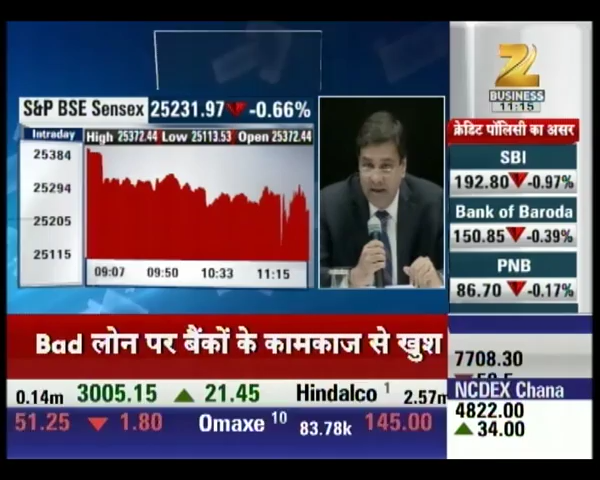 S&P BSE Sensex 25231.97 -0.66%
Intraday High 25372.44 Low 25113.53 Open 25372.44
25384
25294
25205
25115
09:07 09:50 10:33 11:15
Z
BUSINESS
11:15
क्रेडिट पॉलिसी का असर
SBI
192.80 -0.97%
Bank of Baroda
150.85 -0.39%
PNB
86.70 -0.17%
Bad लोन पर बैंकों के कामकाज से खुश
7708.30
0.14m 3005.15 21.45 Hindalco 1 2.57m
51.25 1.80 Omaxe 10 83.78k 145.00
NCDEX Chana
4822.00
34.00